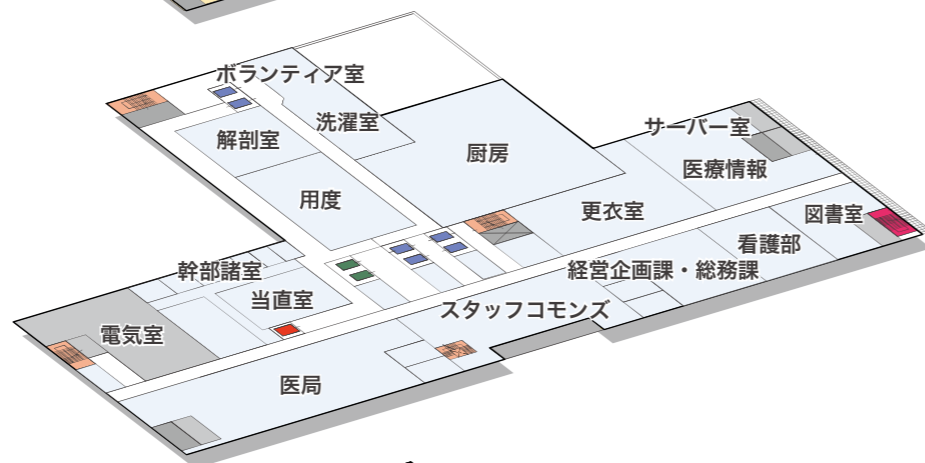 ボランティア室
洗濯室
解剖室
サーバー室
厨房
医療情報
用度
更衣室
図書室
看護部
幹部諸室
経営企画課・総務課
当直室
スタッフコモンズ
電気室
医局